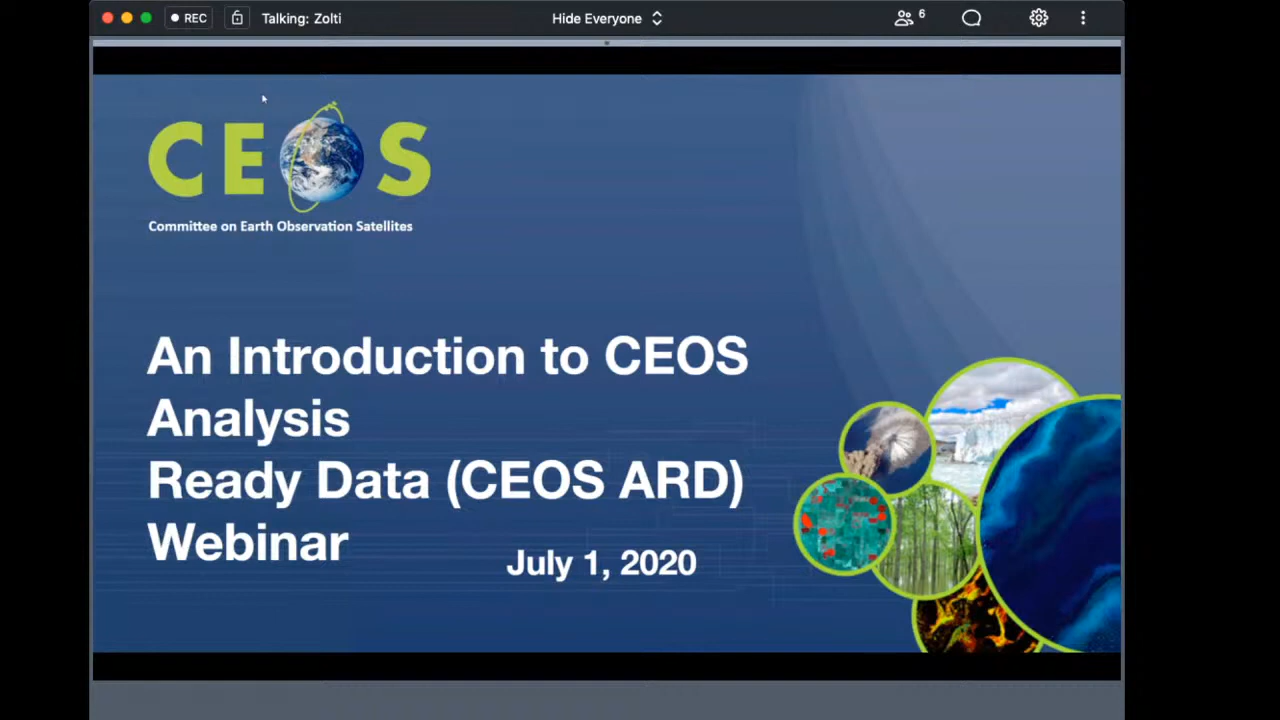 REC
Talking: Zolti
Hide Everyone
6
CEOS
Committee on Earth Observation Satellites
An Introduction to CEOS
Analysis
Ready Data (CEOS ARD)
Webinar
July 1, 2020